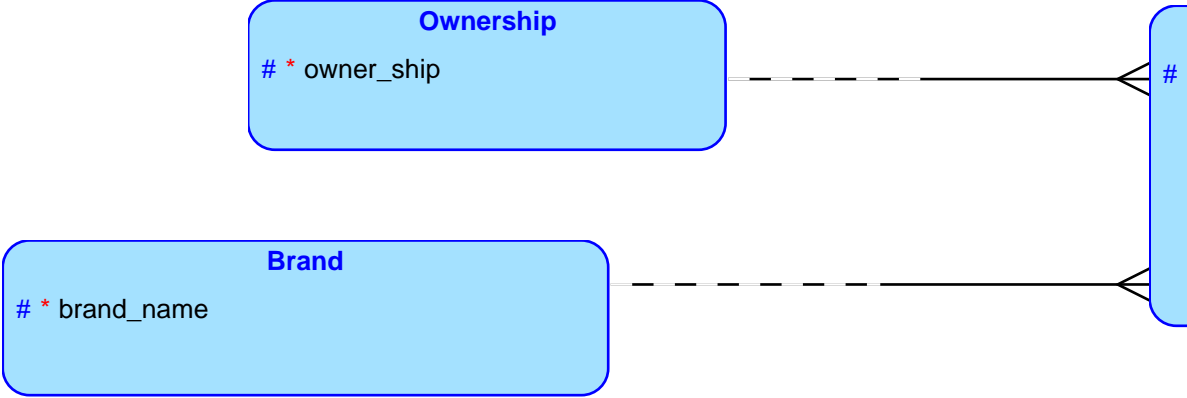 Ownership
# * owner_ship
#
Brand
# * brand_name